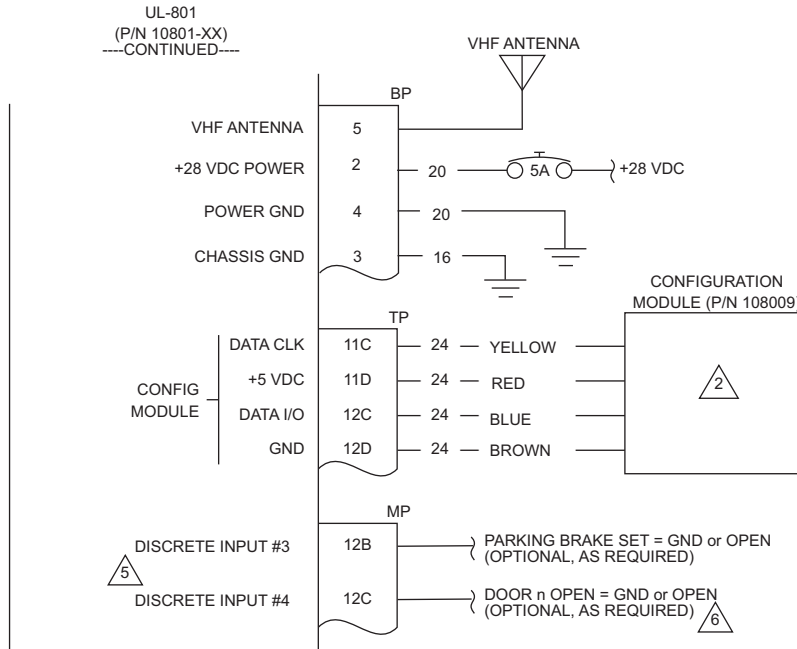 UL-801
(P/N 10801-XX)
----CONTINUED----
VHF ANTENNA
BP
VHF ANTENNA 5
+28 VDC POWER 2 20 5A +28 VDC
POWER GND 4 20
CHASSIS GND 3 16
CONFIGURATION
MODULE (P/N 108009)
TP
DATA CLK 11C 24 YELLOW
+5 VDC 11D 24 RED
2
CONFIG
MODULE
DATA I/O 12C 24 BLUE
GND 12D 24 BROWN
MP
DISCRETE INPUT #3 12B PARKING BRAKE SET = GND or OPEN
(OPTIONAL, AS REQUIRED)
5
DISCRETE INPUT #4 12C DOOR n OPEN = GND or OPEN
(OPTIONAL, AS REQUIRED)
6